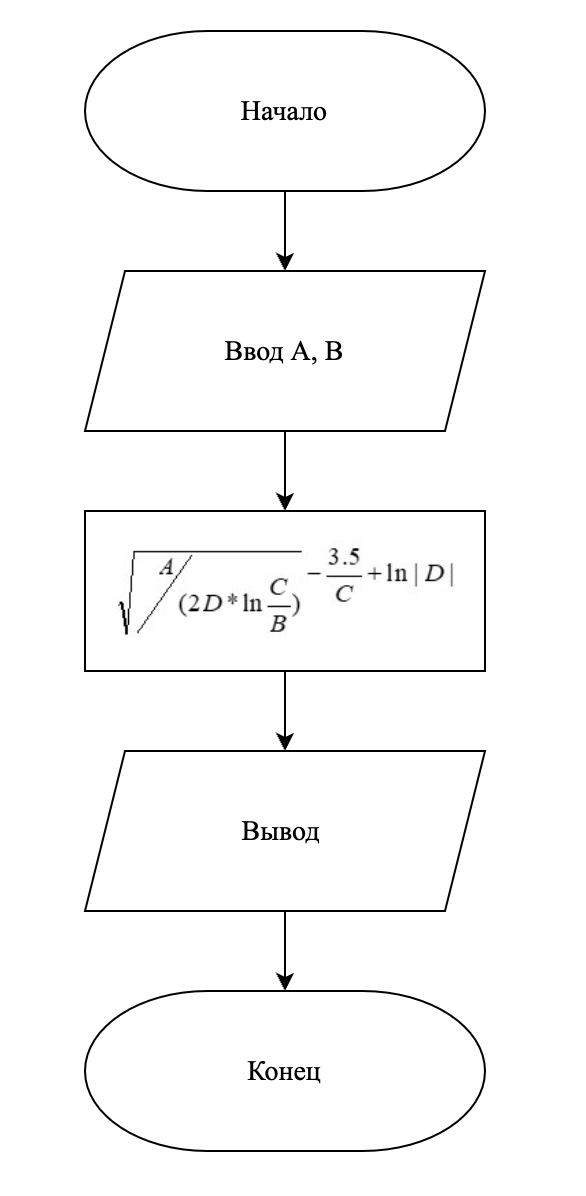 Начало
Ввод A, B
√A/(2D*ln C/B) - 3.5/C + ln|D|
Вывод
Конец